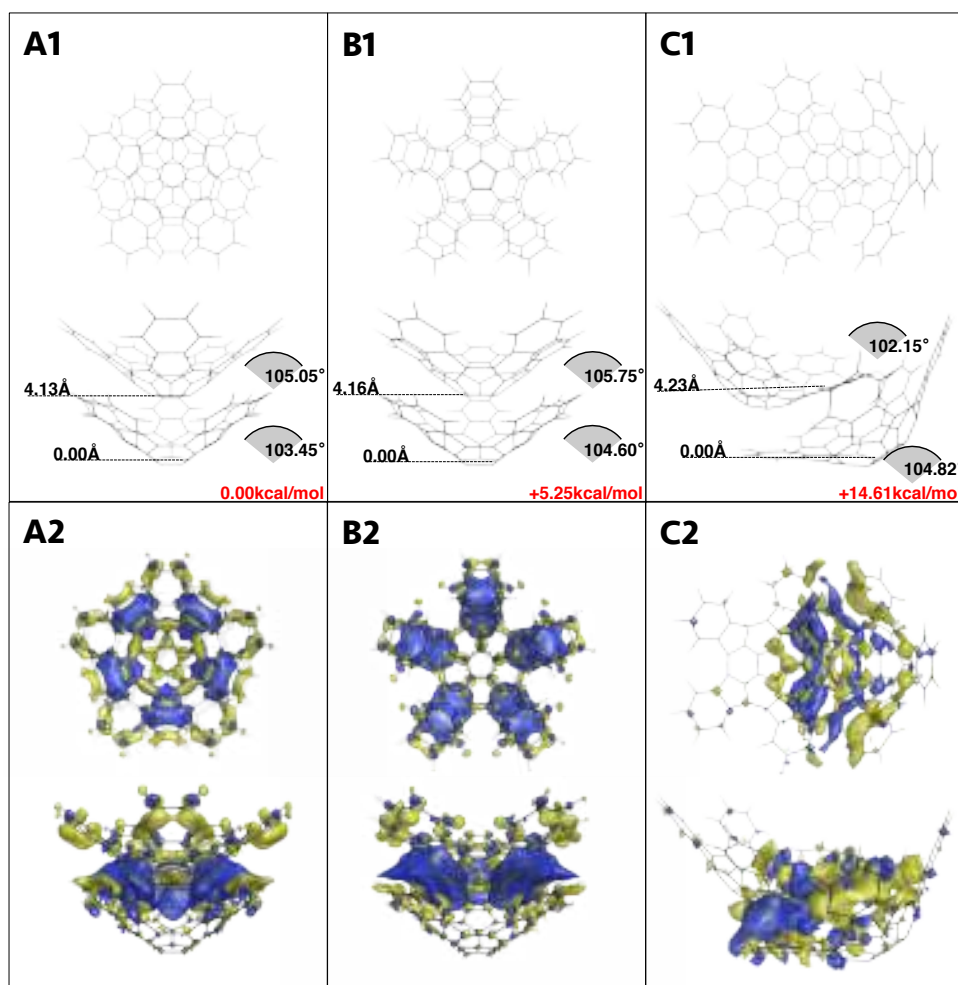 A1
B1
C1
105.05°
4.13Å
103.45°
0.00Å
0.00kcal/mol
105.75°
4.16Å
104.60°
0.00Å
+5.25kcal/mol
102.15°
4.23Å
0.00Å
104.82
+14.61kcal/mo
A2
B2
C2